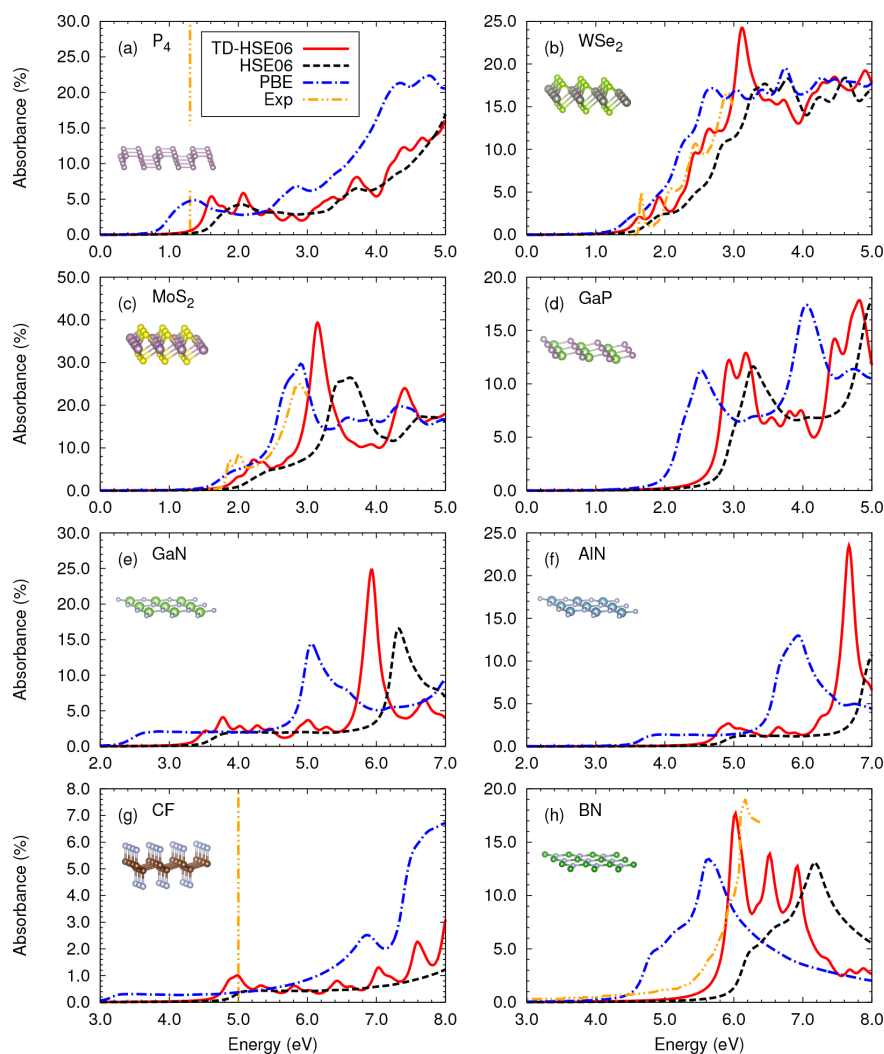 (a) P4
TD-HSE06
HSE06
PBE
Exp
Absorbance (%)
30.0
25.0
20.0
15.0
10.0
5.0
0.0
0.0 1.0 2.0 3.0 4.0 5.0
(b) WSe2
25.0
20.0
15.0
10.0
5.0
0.0
0.0 1.0 2.0 3.0 4.0 5.0
(c) MoS2
Absorbance (%)
50.0
40.0
30.0
20.0
10.0
0.0
0.0 1.0 2.0 3.0 4.0 5.0
(d) GaP
20.0
15.0
10.0
5.0
0.0
0.0 1.0 2.0 3.0 4.0 5.0
(e) GaN
Absorbance (%)
30.0
25.0
20.0
15.0
10.0
5.0
0.0
2.0 3.0 4.0 5.0 6.0 7.0
(f) AlN
25.0
20.0
15.0
10.0
5.0
0.0
2.0 3.0 4.0 5.0 6.0 7.0
(g) CF
Absorbance (%)
8.0
7.0
6.0
5.0
4.0
3.0
2.0
1.0
0.0
3.0 4.0 5.0 6.0 7.0 8.0
Energy (eV)
(h) BN
20.0
15.0
10.0
5.0
0.0
3.0 4.0 5.0 6.0 7.0 8.0
Energy (eV)